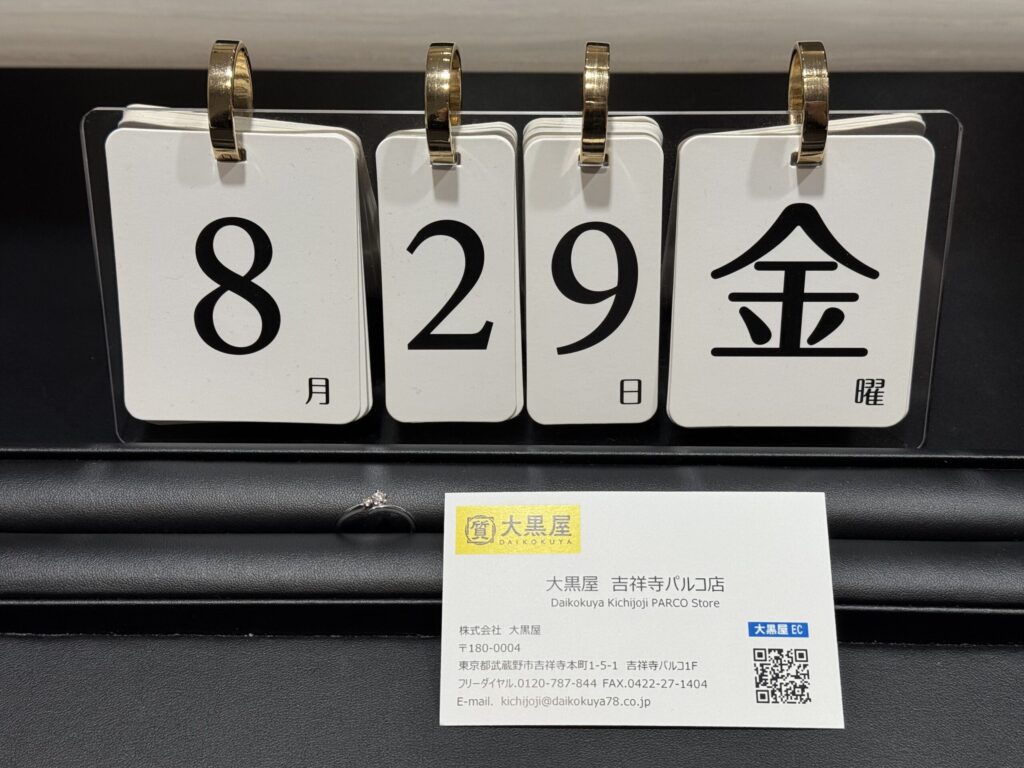 8月 29日 金曜
質 大黒屋
DAIKOKUYA
大黒屋 吉祥寺パルコ店
Daikokuya Kichijoji PARCO Store
株式会社 大黒屋
大黒屋 EC
〒180-0004
東京都武蔵野市吉祥寺本町1-5-1 吉祥寺パルコ1F
フリーダイヤル.0120-787-844 FAX.0422-27-1404
E-mail. kichijoji@daikokuya78.co.jp